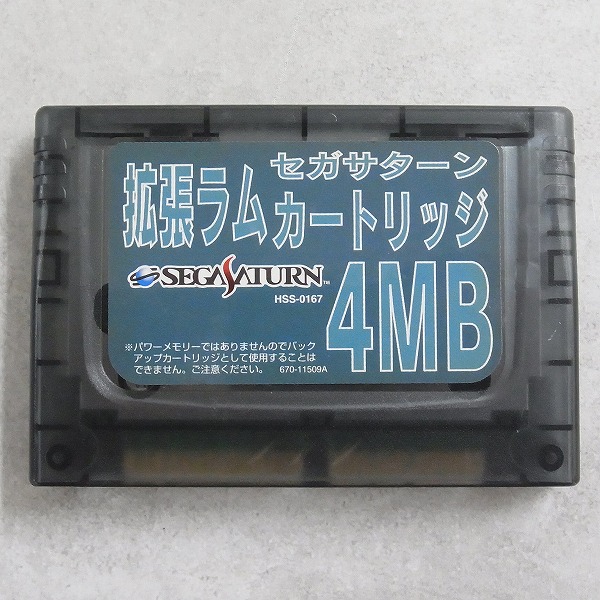 セガサターン
拡張ラムカートリッジ
SEGASATURN™
HSS-0167
4MB
※パワーメモリーではありませんのでバック
アップカートリッジとして使用することは
できません。ご注意ください。 670-11509A